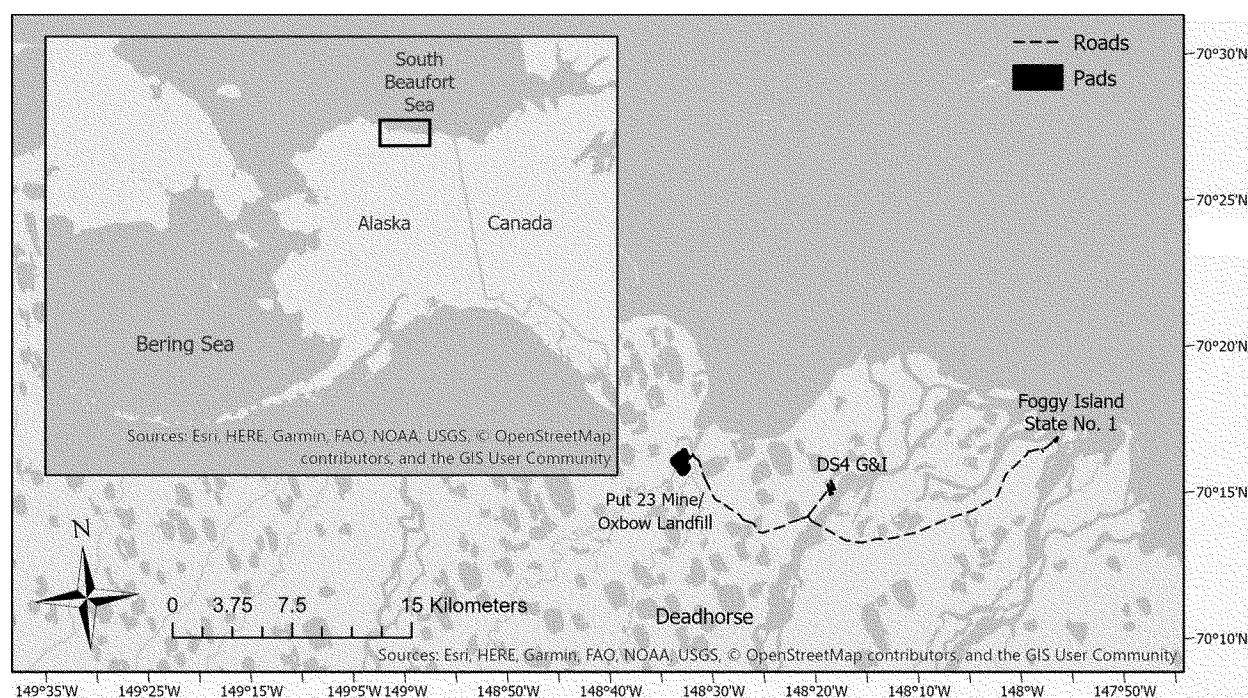 South
Beaufort
Sea
Alaska
Canada
Bering Sea
Sources: Esri, HERE, Garmin, FAO, NOAA, USGS, © OpenStreetMap
contributors, and the GIS User Community
Roads
Pads
70°30'N
70°25'N
70°20'N
70°15'N
70°10'N
Foggy Island
State No. 1
DS4 G&I
Put 23 Mine/
Oxbow Landfill
Deadhorse
N
0 3.75 7.5 15 Kilometers
Sources: Esri, HERE, Garmin, FAO, NOAA, USGS, © OpenStreetMap contributors, and the GIS User Community
149°35'W 149°25'W 149°15'W 149°5'W 149°W 148°50'W 148°40'W 148°30'W 148°20'W 148°10'W 148°W 147°50'W